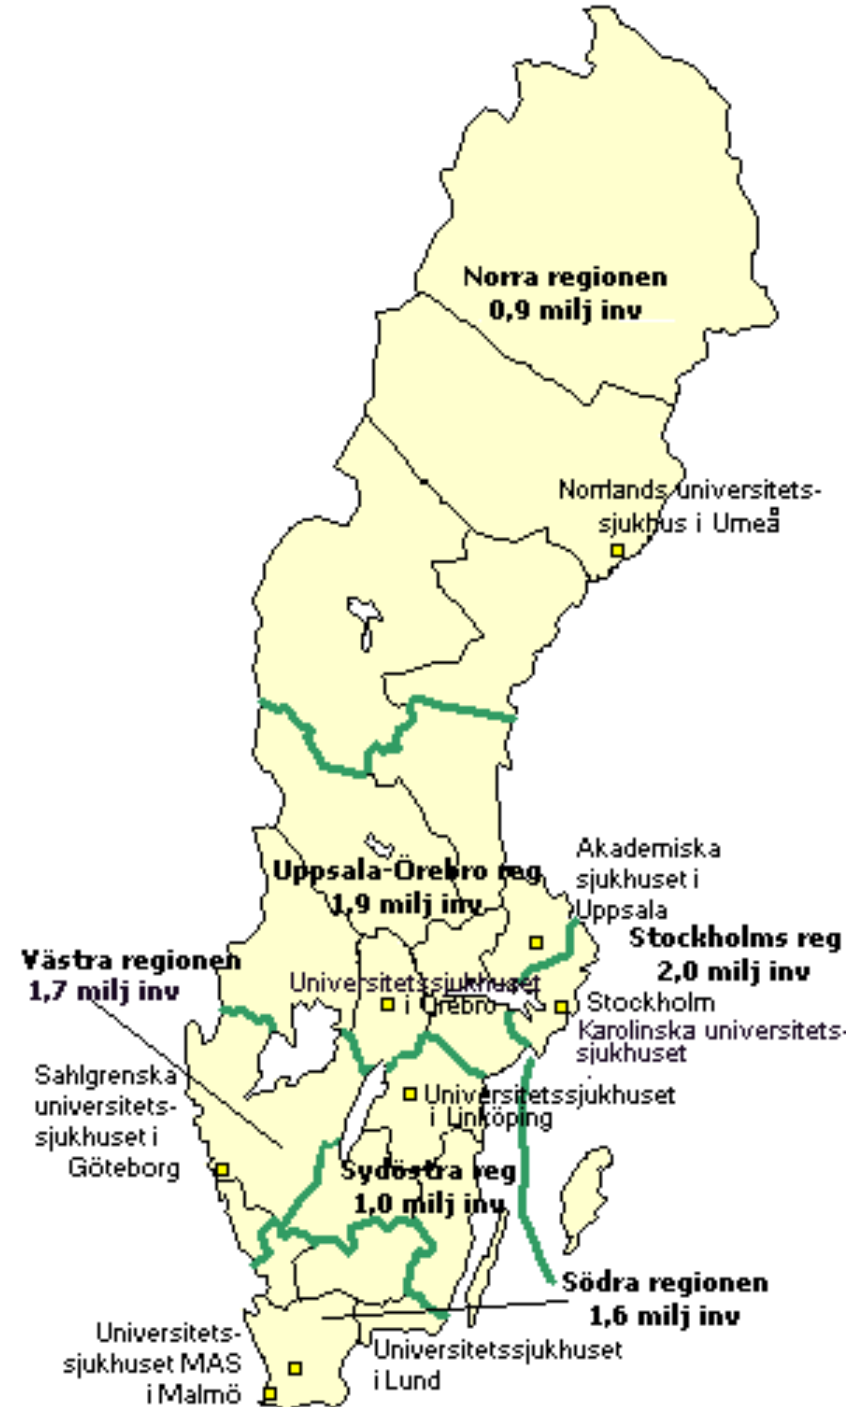 Norra regionen
0,9 milj inv
Norrlands universitets-
sjukhus i Umeå
Uppsala-Örebro reg
1,9 milj inv
Akademiska
sjukhuset i
Uppsala
Stockholms reg
2,0 milj inv
Västra regionen
1,7 milj inv
Universitetssjukhuset
i Örebro
Stockholm
Karolinska universitets-
sjukhuset
Sahlgrenska
universitets-
sjukhuset i
Göteborg
Universitetssjukhuset
i Linköping
Sydöstra reg
1,0 milj inv
Södra regionen
1,6 milj inv
Universitets-
sjukhuset MAS
i Malmö
Universitetssjukhuset
i Lund